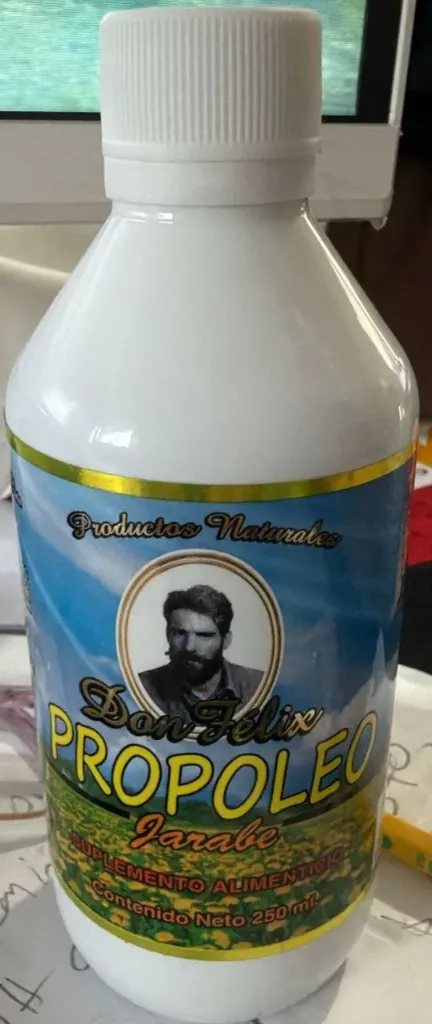 Productos Naturales
Don Félix
PROPOLEO
Jarabe
SUPLEMENTO ALIMENTICIO
Contenido Neto 250 ml.